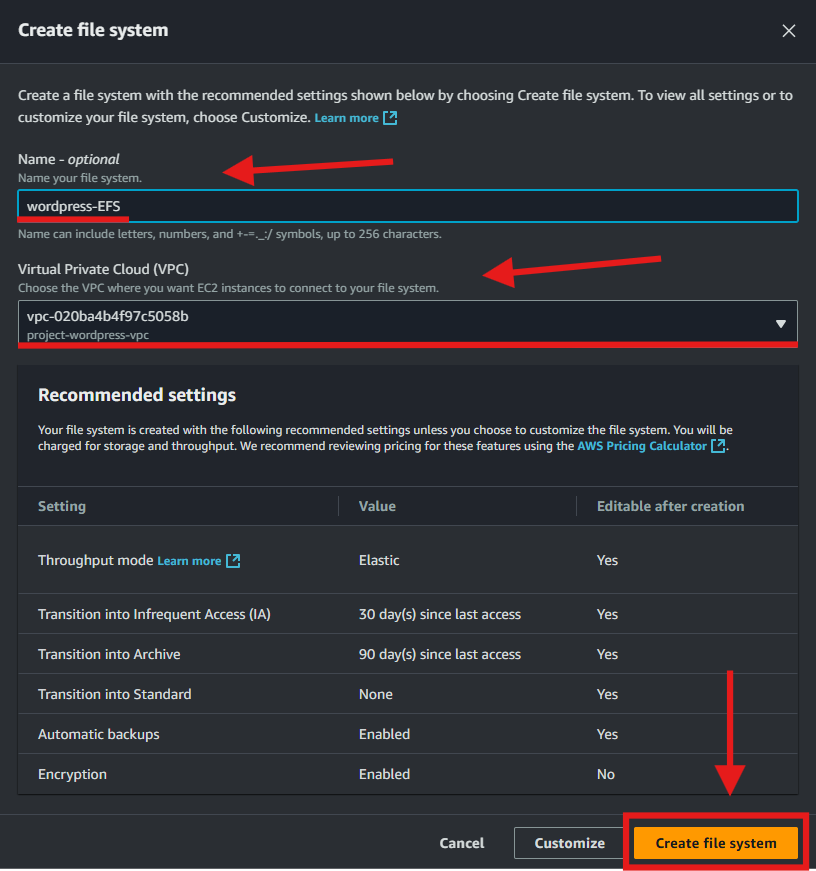 Create file system
Create a file system with the recommended settings shown below by choosing Create file system. To view all settings or to
customize your file system, choose Customize. Learn more
Name - optional
Name your file system.
wordpress-EFS
Name can include letters, numbers, and +-=._:/ symbols, up to 256 characters.
Virtual Private Cloud (VPC)
Choose the VPC where you want EC2 instances to connect to your file system.
vpc-020ba4b4f97c5058b
project-wordpress-vpc
Recommended settings
Your file system is created with the following recommended settings unless you choose to customize the file system. You will be
charged for storage and throughput. We recommend reviewing pricing for these features using the AWS Pricing Calculator.
Setting Value Editable after creation
Throughput mode Learn more Elastic Yes
Transition into Infrequent Access (IA) 30 day(s) since last access Yes
Transition into Archive 90 day(s) since last access Yes
Transition into Standard None Yes
Automatic backups Enabled Yes
Encryption Enabled No
Cancel Customize Create file system